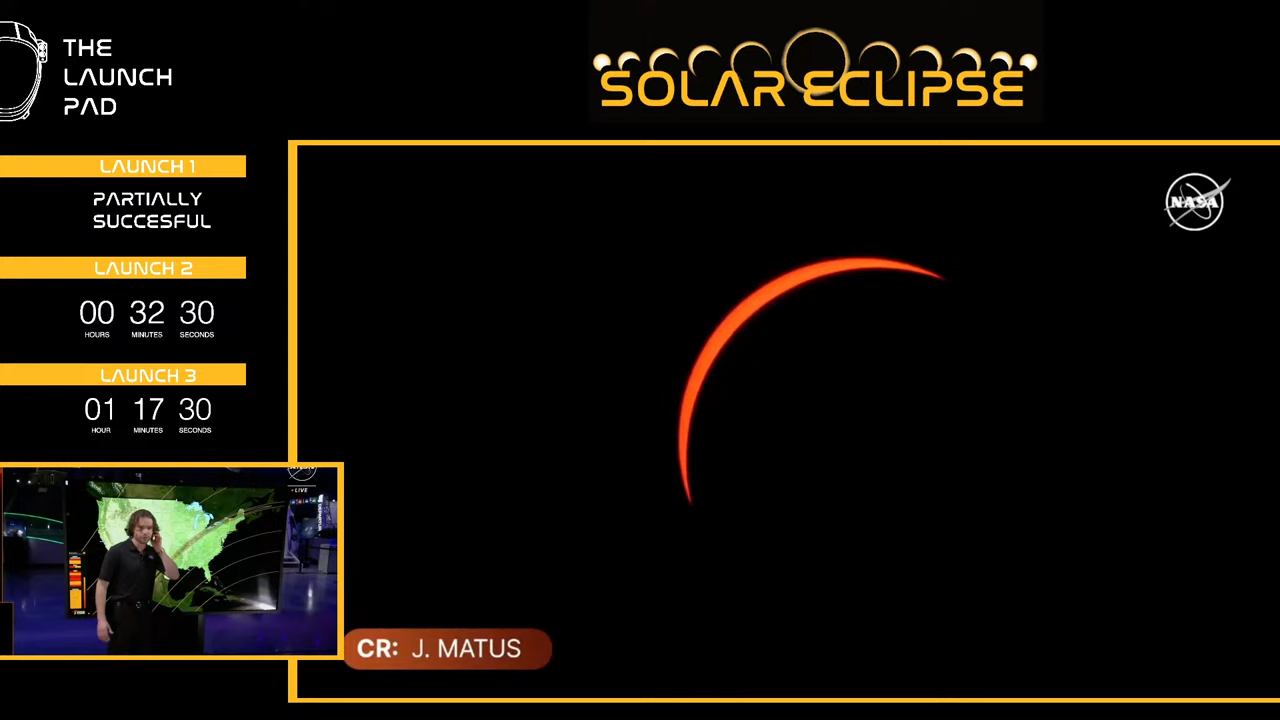 THE
LAUNCH
PAD
SOLAR ECLIPSE
LAUNCH 1
PARTIALLY
SUCCESFUL
LAUNCH 2
00 32 30
HOURS MINUTES SECONDS
LAUNCH 3
01 17 30
HOUR MINUTES SECONDS
NASA
LIVE
CR: J. MATUS